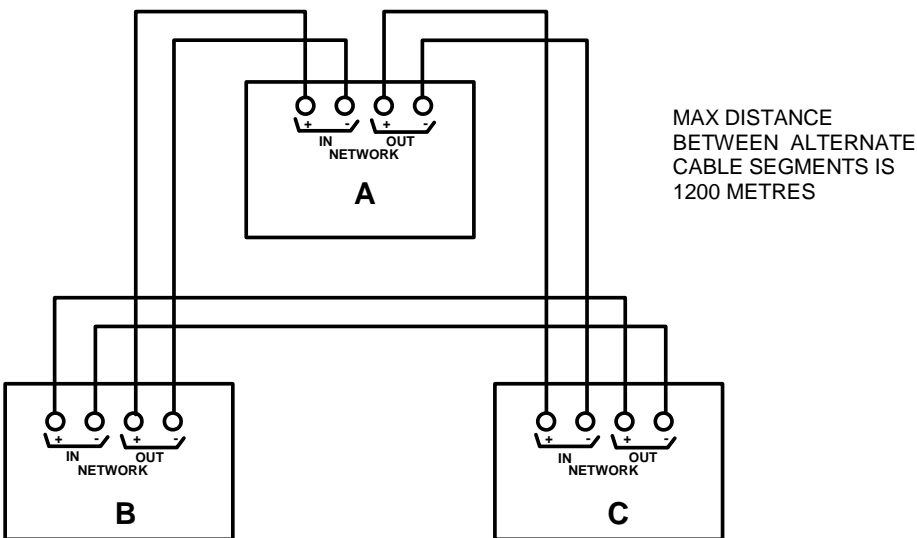 + - + -
IN OUT
NETWORK
A
MAX DISTANCE
BETWEEN ALTERNATE
CABLE SEGMENTS IS
1200 METRES
+ - + -
IN OUT
NETWORK
B
+ - + -
IN OUT
NETWORK
C